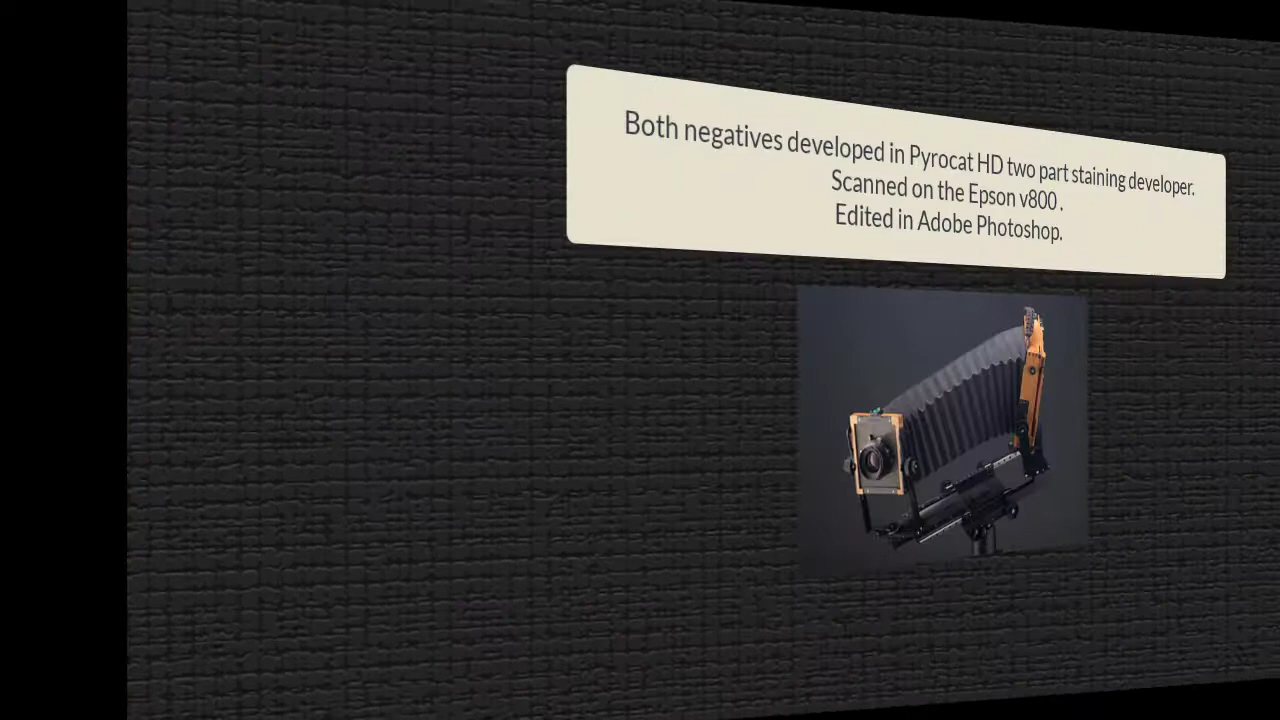 Both negatives developed in Pyrocat HD two part staining developer.
Scanned on the Epson v800 .
Edited in Adobe Photoshop.